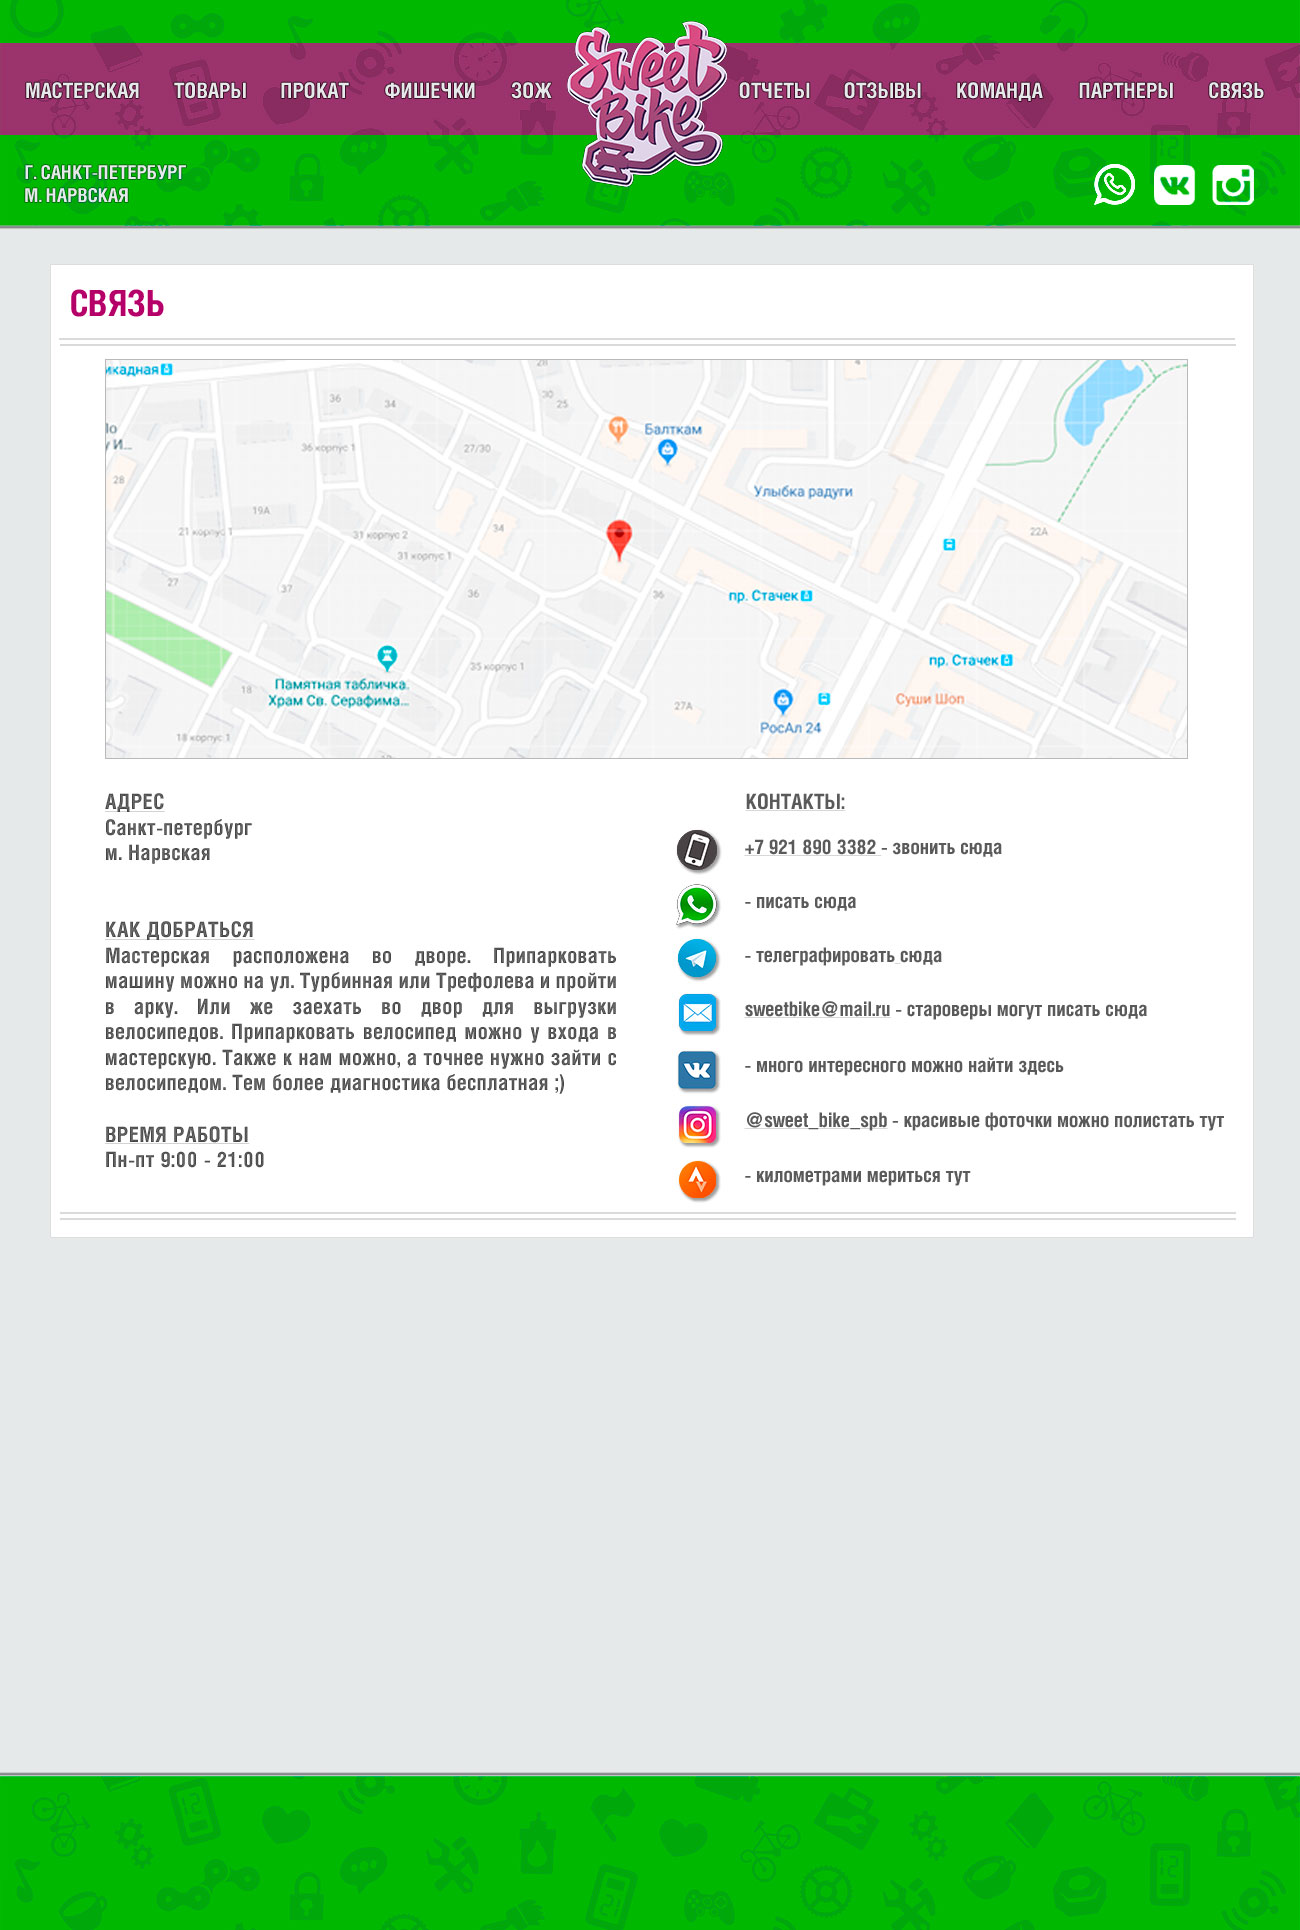 МАСТЕРСКАЯ ТОВАРЫ ПРОКАТ ФИШЕЧКИ ЗОЖ Sweet Bike ОТЧЕТЫ ОТЗЫВЫ КОМАНДА ПАРТНЕРЫ СВЯЗЬ
Г. САНКТ-ПЕТЕРБУРГ
М. НАРВСКАЯ
СВЯЗЬ
икадная
28
36
34
30
25
Балткам
По
у И...
36 корпус 1
27/30
28
Улыбка радуги
19А
21 корпус 1
31 корпус 2
34
22А
31 корпус 1
27
37
36
36
пр. Стачек
35 корпус 1
пр. Стачек
18
Памятная табличка.
Храм Св. Серафима...
27А
Суши Шоп
РосАл 24
18 корпус 1
АДРЕС
Санкт-петербург
м. Нарвская
КАК ДОБРАТЬСЯ
Мастерская расположена во дворе. Припарковать
машину можно на ул. Турбинная или Трефолева и пройти
в арку. Или же заехать во двор для выгрузки
велосипедов. Припарковать велосипед можно у входа в
мастерскую. Также к нам можно, а точнее нужно зайти с
велосипедом. Тем более диагностика бесплатная ;)
ВРЕМЯ РАБОТЫ
Пн-пт 9:00 - 21:00
КОНТАКТЫ:
+7 921 890 3382 - звонить сюда
- писать сюда
- телеграфировать сюда
sweetbike@mail.ru - староверы могут писать сюда
- много интересного можно найти здесь
@sweet_bike_spb - красивые фоточки можно полистать тут
- километрами мериться тут